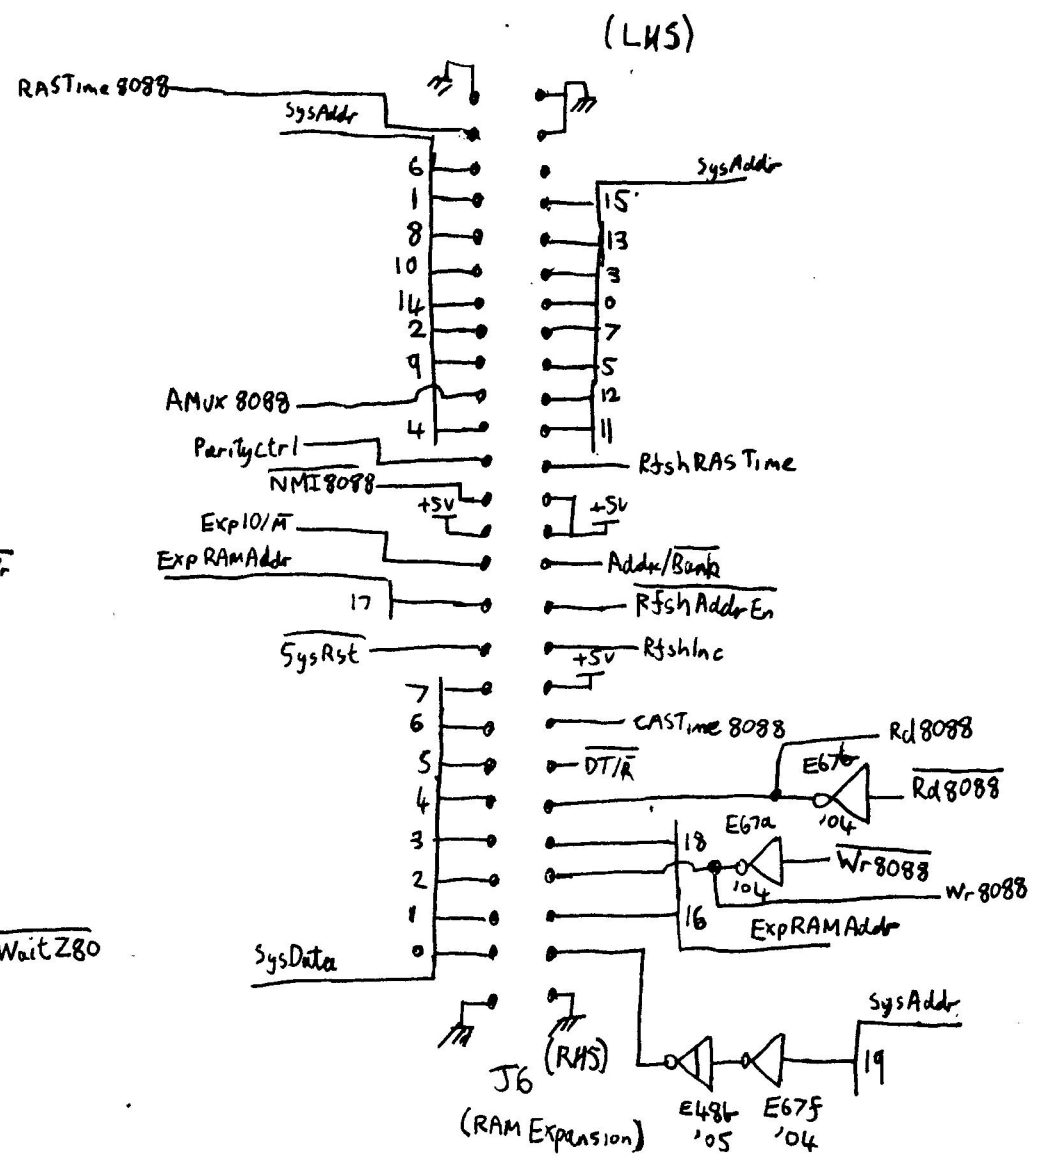 (LHS)
RASTime 8088
SysAddr
6
1
8
10
14
2
9
AMux 8088
4
ParityCtrl
NMI8088
+5V
ExpIO/M
ExpRAMAddr
17
SysRst
7
6
5
4
3
2
1
0
SysData
WaitZ80
SysAddr
15
13
3
0
7
5
12
11
RfshRASTime
+5V
Addr/Bank
RfshAddrEn
RfshInc
+5V
CASTime 8088
DT/R
Rd8088
E67b
Rd8088
'04
E67a
18
Wr8088
'04
Wr8088
16
ExpRAMAddr
SysAddr
19
(RHS)
J6
E48b
E67f
(RAM Expansion)
'05
'04